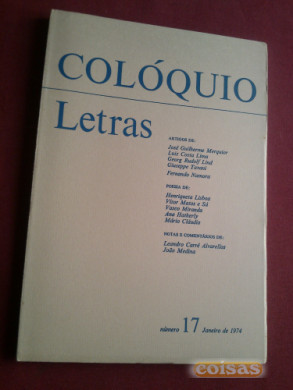 COLÓQUIO
Letras
ARTIGOS DE:
José Guilherme Merquior
Luís Costa Lima
Georg Rudolf Lind
Giuseppe Tavani
Fernando Namora
POESIA DE:
Henriqueta Lisboa
Vítor Matos e Sá
Vasco Miranda
Ana Hatherly
Mário Cláudio
NOTAS E COMENTÁRIOS DE:
Leandro Carré Alvarellos
João Medina
número 17 Janeiro de 1974
coisas